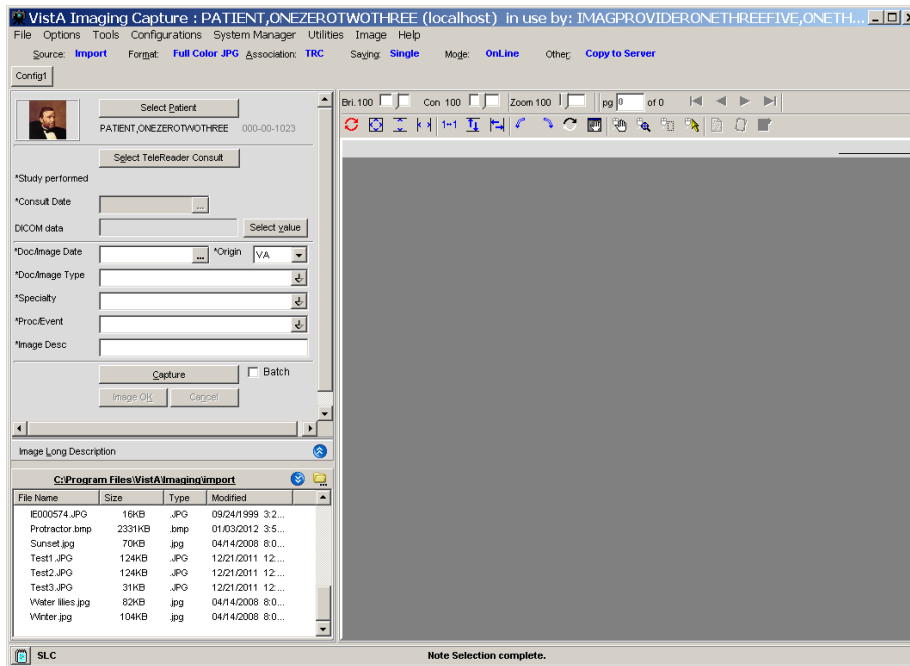 VistA Imaging Capture : PATIENT,ONEZEROTWOTHREE (localhost) in use by: IMAGPROVIDERONETHREEFIVE,ONETH...
File Options Tools Configurations System Manager Utilities Image Help
Source: Import Format: Full Color JPG Association: TRC Saving: Single Mode: OnLine Other: Copy to Server
Config1
Bri. 100 Con 100 Zoom 100 pg 0 of 0
Select Patient
PATIENT,ONEZEROTWOTHREE 000-00-1023
1↔1
Select TeleReader Consult
*Study performed
*Consult Date ...
DICOM data Select value
*Doc/Image Date ... *Origin VA
*Doc/Image Type
*Specialty
*Proc/Event
*Image Desc
Capture Batch
Image OK Cancel
Image Long Description
C:\Program Files\VistA\Imaging\import
File Name Size Type Modified
IE000574.JPG 16KB .JPG 09/24/1999 3:2...
Protractor.bmp 2331KB .bmp 01/03/2012 3:5...
Sunset.jpg 70KB .jpg 04/14/2008 8:0...
Test1.JPG 124KB .JPG 12/21/2011 12:...
Test2.JPG 124KB .JPG 12/21/2011 12:...
Test3.JPG 31KB .JPG 12/21/2011 12:...
Water lilies.jpg 82KB .jpg 04/14/2008 8:0...
Winter.jpg 104KB .jpg 04/14/2008 8:0...
SLC Note Selection complete.